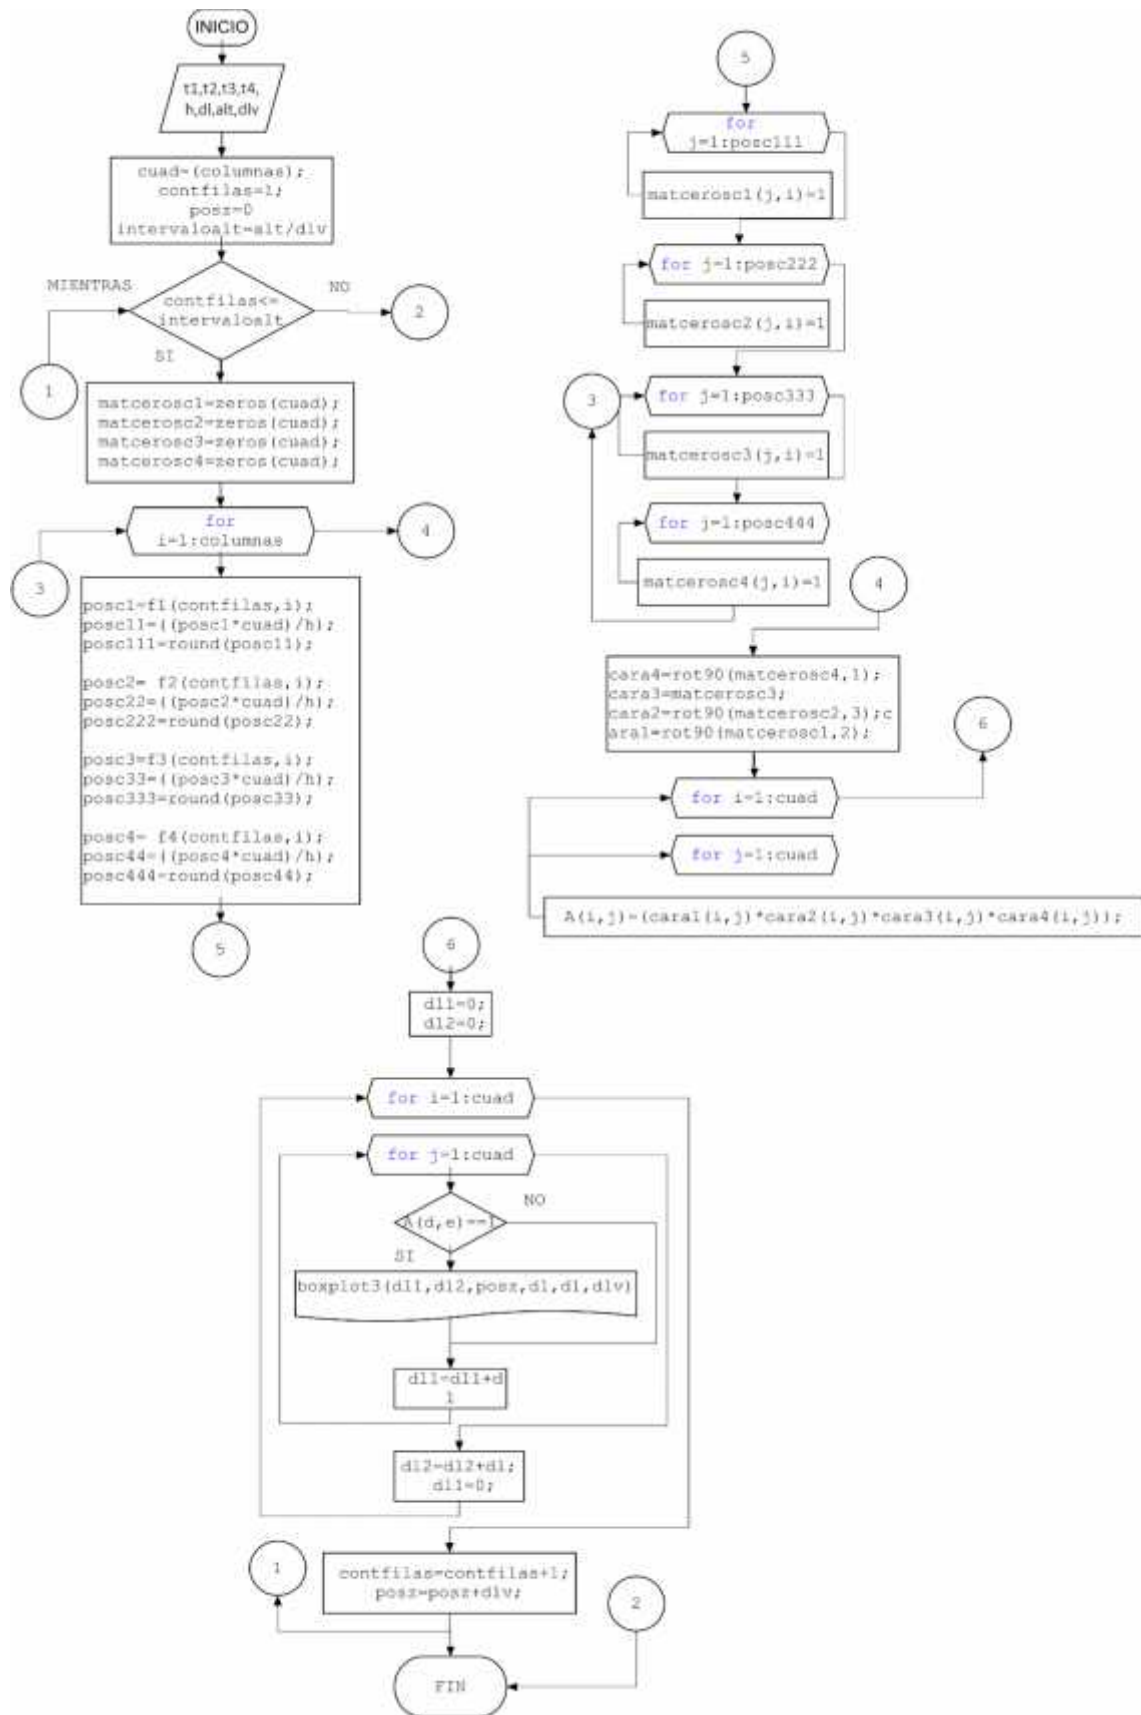 INICIO
t1,t2,t3,t4,
h,dl,alt,dlv
cuad=(columnas);
contfilas=1;
posz=0
intervaloalt=alt/dlv
MIENTRAS
contfilas<=
intervaloalt
NO
2
SI
1
matcerosc1=zeros(cuad);
matcerosc2=zeros(cuad);
matcerosc3=zeros(cuad);
matcerosc4=zeros(cuad);
for
i=1:columnas
4
3
posc1=f1(contfilas,i);
posc11=((posc1*cuad)/h);
posc111=round(posc11);
posc2= f2(contfilas,i);
posc22=((posc2*cuad)/h);
posc222=round(posc22);
posc3=f3(contfilas,i);
posc33=((posc3*cuad)/h);
posc333=round(posc33);
posc4= f4(contfilas,i);
posc44=((posc4*cuad)/h);
posc444=round(posc44);
5
5
for
j=1:posc111
matcerosc1(j,i)=1
for j=1:posc222
matcerosc2(j,i)=1
3
for j=1:posc333
matcerosc3(j,i)=1
for j=1:posc444
matcerosc4(j,i)=1
4
cara4=rot90(matcerosc4,1);
cara3=matcerosc3;
cara2=rot90(matcerosc2,3);c
ara1=rot90(matcerosc1,2);
6
for i=1:cuad
for j=1:cuad
A(i,j)=(cara1(i,j)*cara2(i,j)*cara3(i,j)*cara4(i,j));
6
dl1=0;
dl2=0;
for i=1:cuad
for j=1:cuad
NO
A(d,e)==1
SI
boxplot3(dl1,dl2,posz,dl,dl,dlv)
dl1=dl1+d
l
dl2=dl2+dl;
dl1=0;
1
contfilas=contfilas+1;
posz=posz+dlv;
2
FIN